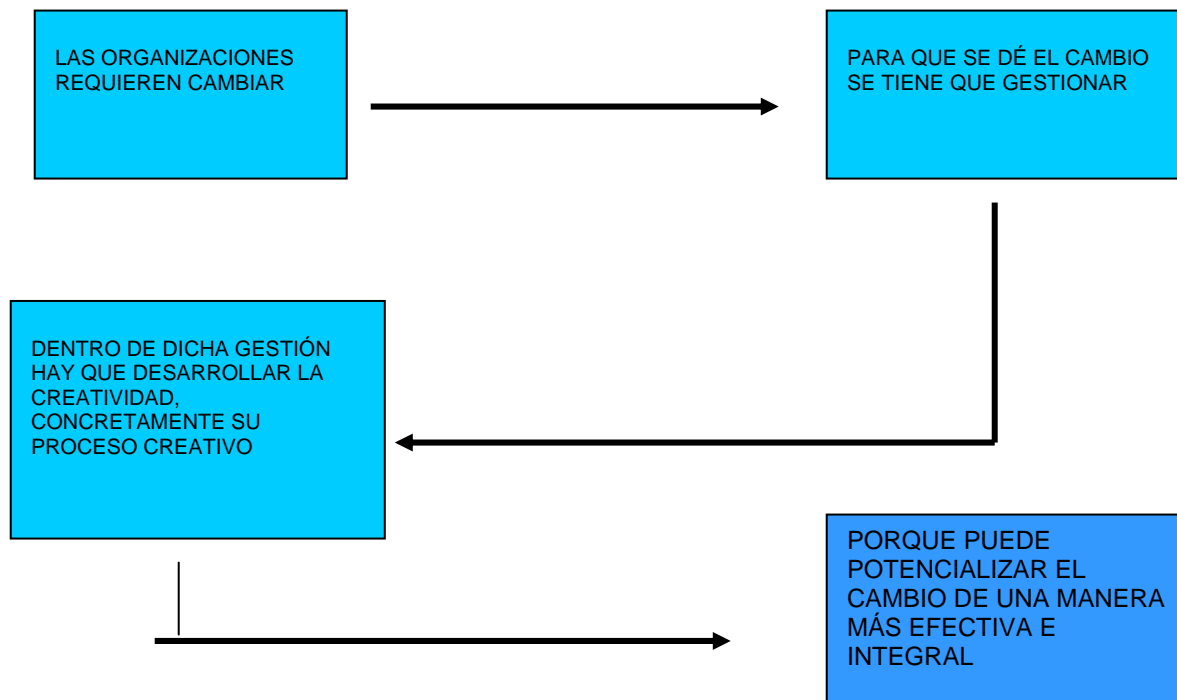 LAS ORGANIZACIONES
REQUIEREN CAMBIAR
PARA QUE SE DÉ EL CAMBIO
SE TIENE QUE GESTIONAR
DENTRO DE DICHA GESTIÓN
HAY QUE DESARROLLAR LA
CREATIVIDAD,
CONCRETAMENTE SU
PROCESO CREATIVO
PORQUE PUEDE
POTENCIALIZAR EL
CAMBIO DE UNA MANERA
MÁS EFECTIVA E
INTEGRAL